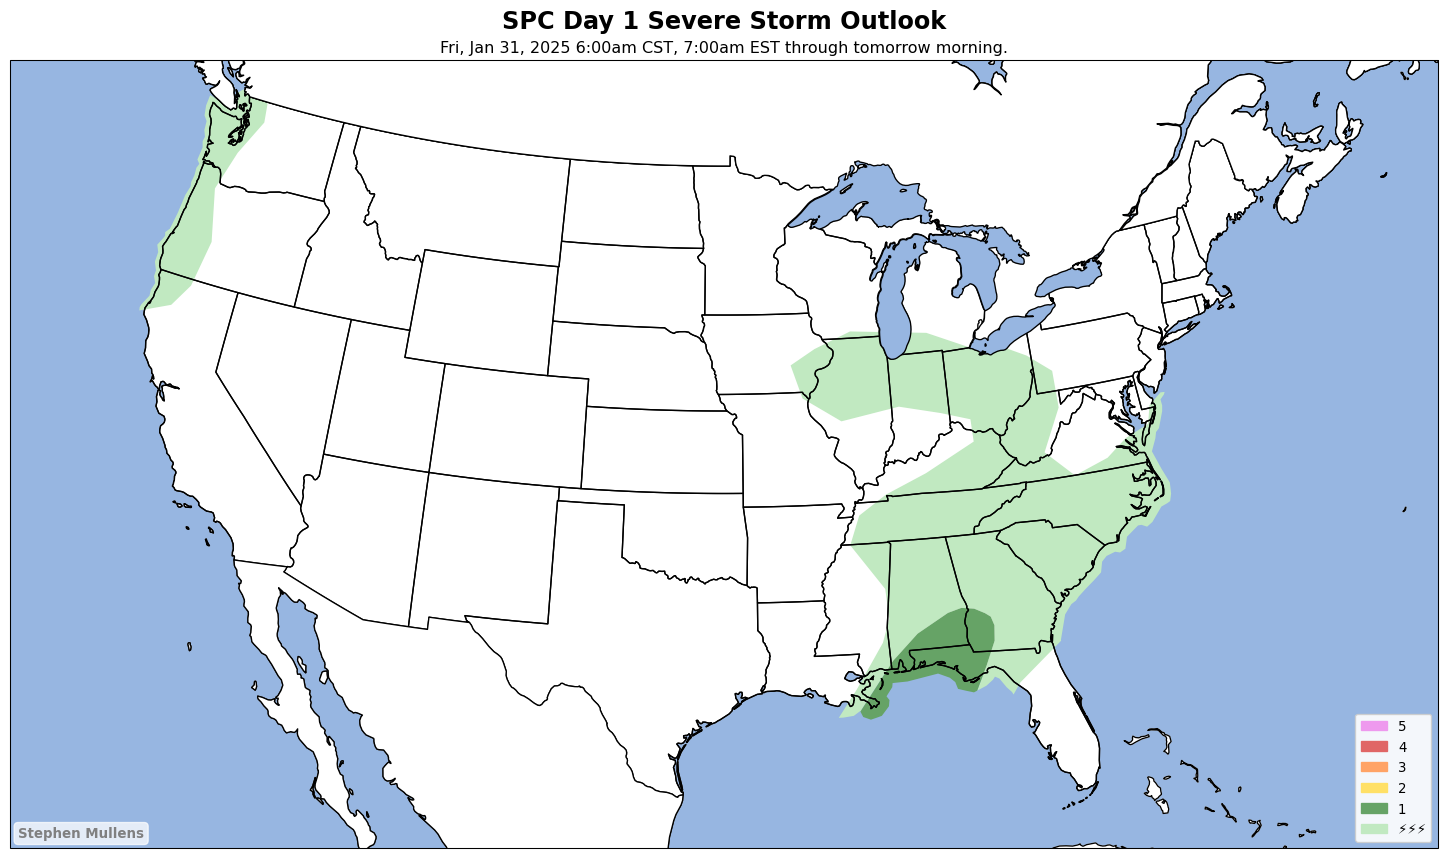 SPC Day 1 Severe Storm Outlook
Fri, Jan 31, 2025 6:00am CST, 7:00am EST through tomorrow morning.
5
4
3
2
1
⚡⚡⚡
Stephen Mullens